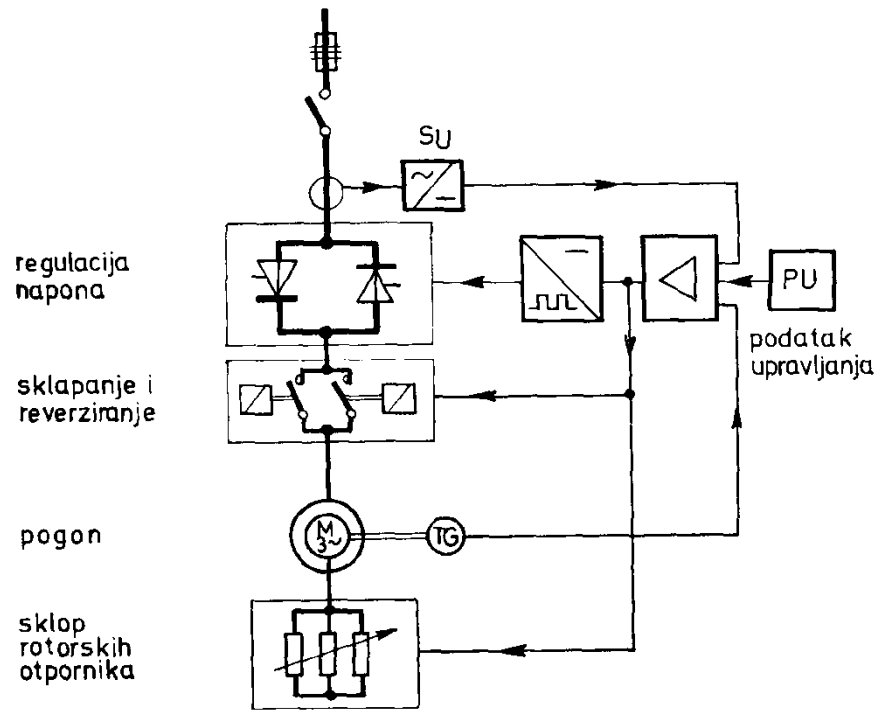 SU
regulacija
napona
PU
podatak
upravljanja
sklapanje i
reverziranje
pogon
M
3~
TG
sklop
rotorskih
otpornika